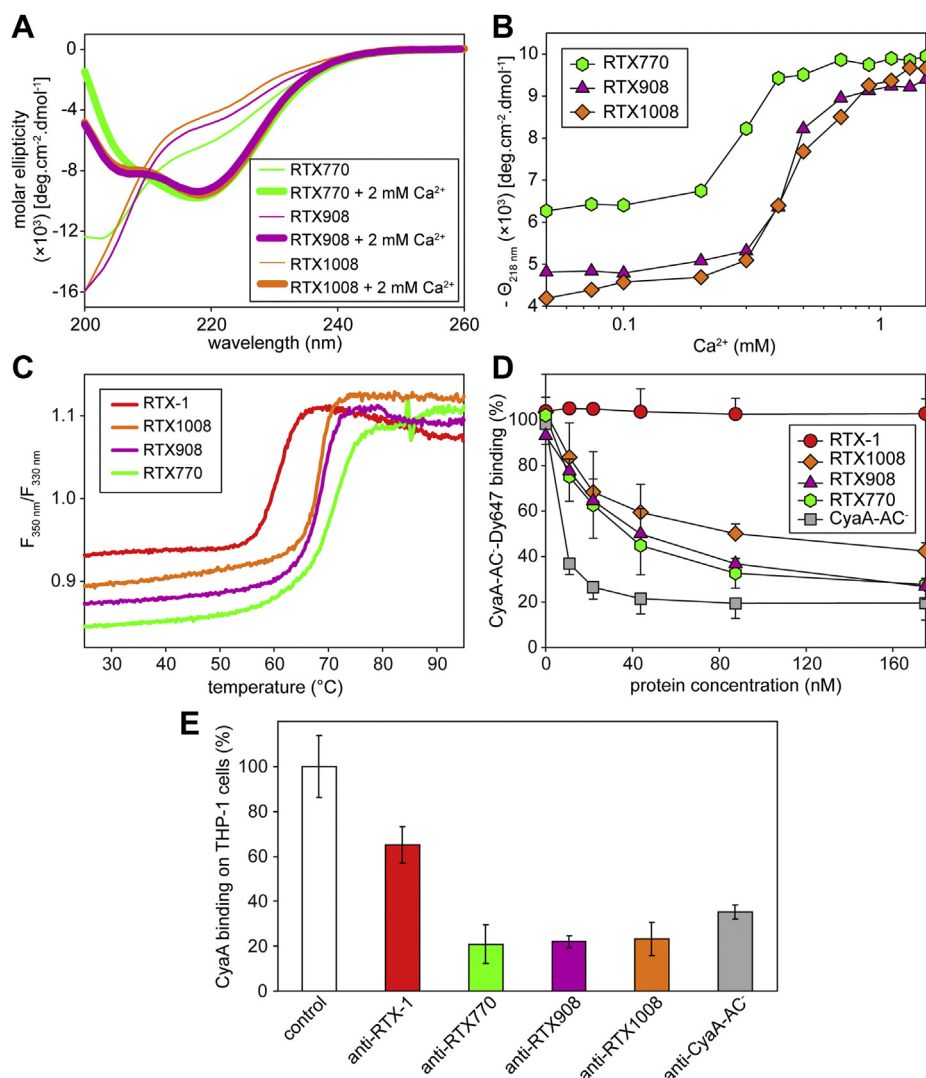 A
molar ellipticity
(×10³) [deg.cm⁻².dmol⁻¹]
0
-4
-8
-12
-16
RTX770
RTX770 + 2 mM Ca²⁺
RTX908
RTX908 + 2 mM Ca²⁺
RTX1008
RTX1008 + 2 mM Ca²⁺
200
220
240
260
wavelength (nm)
B
- Θ218 nm (×10³) [deg.cm⁻².dmol⁻¹]
10
9
8
7
6
5
4
RTX770
RTX908
RTX1008
0.1
1
Ca²⁺ (mM)
C
F350 nm/F330 nm
1.1
1.0
0.9
RTX-1
RTX1008
RTX908
RTX770
30
40
50
60
70
80
90
temperature (°C)
D
CyaA-AC⁻-Dy647 binding (%)
100
80
60
40
20
0
RTX-1
RTX1008
RTX908
RTX770
CyaA-AC⁻
0
40
80
120
160
protein concentration (nM)
E
CyaA binding on THP-1 cells (%)
100
80
60
40
20
0
control
anti-RTX-1
anti-RTX770
anti-RTX908
anti-RTX1008
anti-CyaA-AC⁻